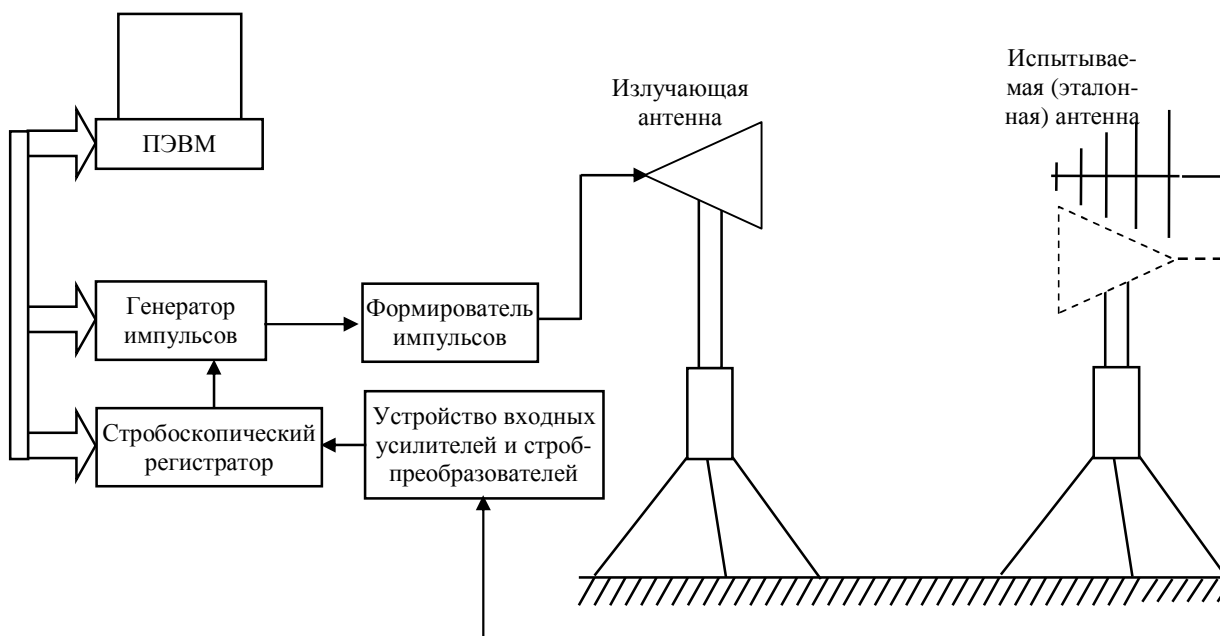 ПЭВМ
Излучающая
антенна
Испытывае-
мая (эталон-
ная) антенна
Генератор
импульсов
Формирователь
импульсов
Стробоскопический
регистратор
Устройство входных
усилителей и строб-
преобразователей